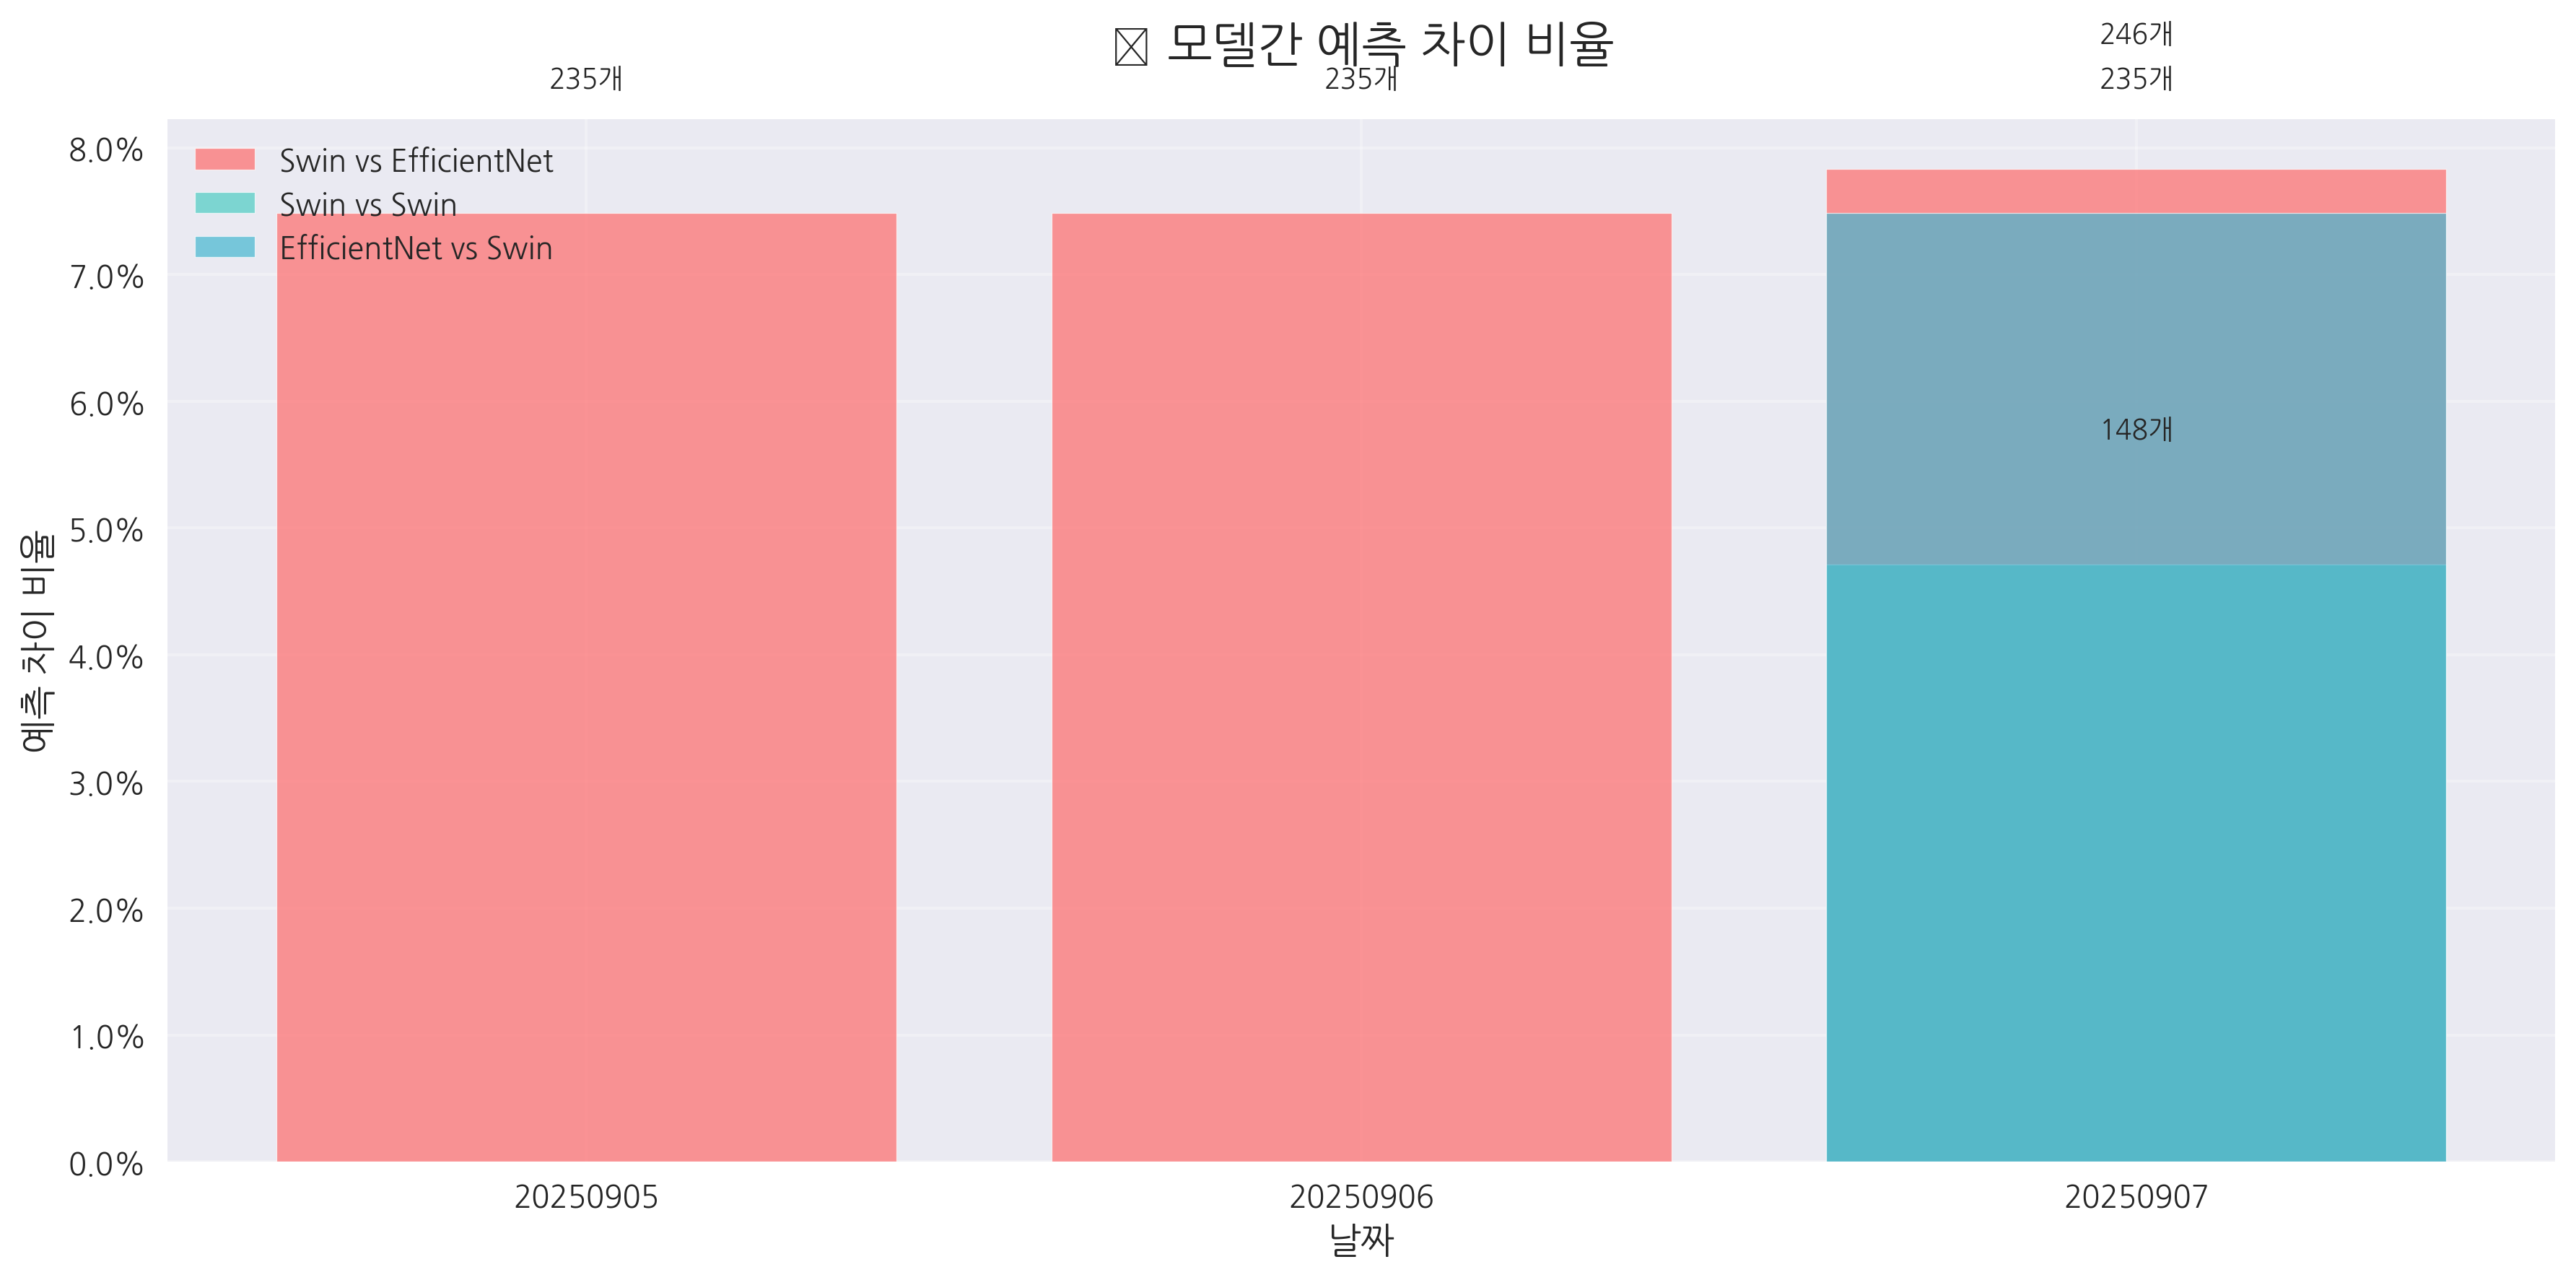 모델간 예측 차이 비율
246개
235개
235개
235개
8.0%
7.0%
6.0%
5.0%
4.0%
3.0%
2.0%
1.0%
0.0%
Swin vs EfficientNet
Swin vs Swin
EfficientNet vs Swin
148개
예측 차이 비율
20250905
20250906
20250907
날짜